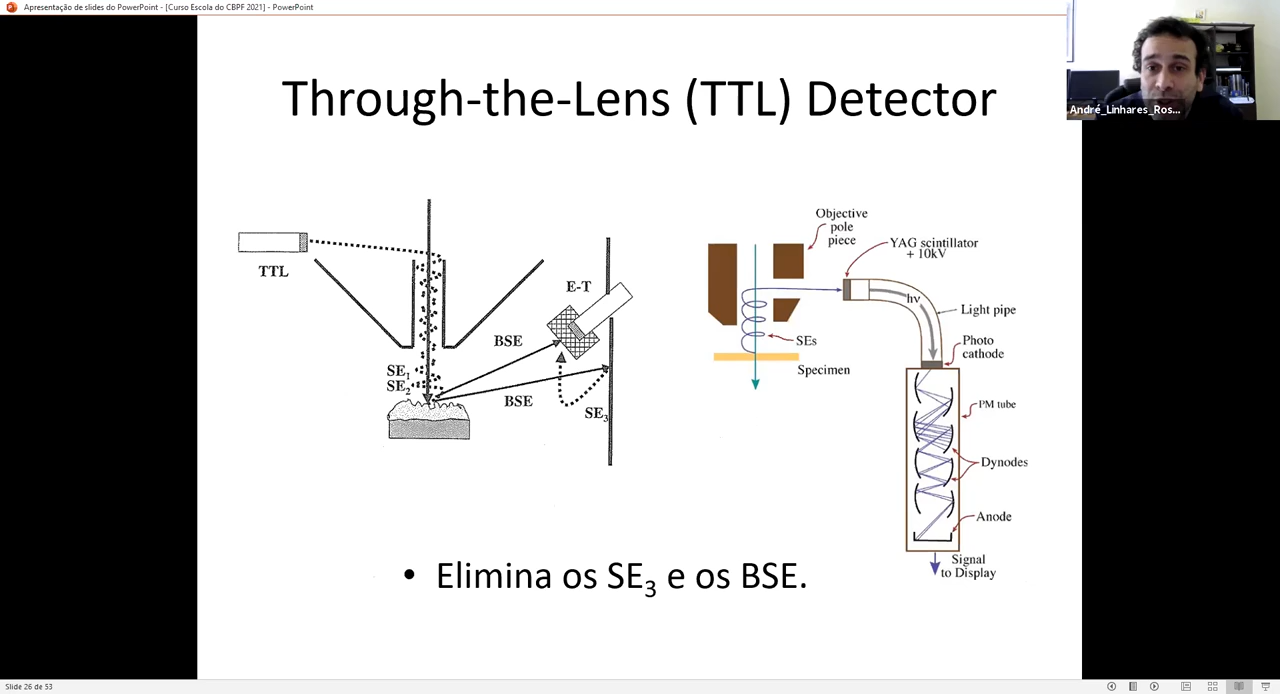 Apresentação de slides do PowerPoint - [Curso Escola do CBPF 2021] - PowerPoint
André_Linhares_Ros...
Through-the-Lens (TTL) Detector
TTL
E-T
BSE
BSE
SE1
SE2
SE3
Objective
pole
piece
YAG scintillator
+ 10kV
hν
Light pipe
Photo
cathode
SEs
Specimen
PM tube
Dynodes
Anode
Signal
to Display
• Elimina os SE3 e os BSE.
Slide 26 de 53